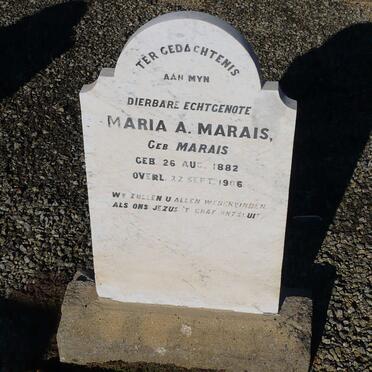 TER GEDACHTENIS
AAN MYN
DIERBARE ECHTGENOTE
MARIA A. MARAIS,
GEB MARAIS
GEB 26 AUG. 1882
OVERL 22 SEPT. 1906
WY ZULLEN U ALLEN WEDERVINDEN
ALS ONS JEZUS 'T GRAF ONTSLUIT